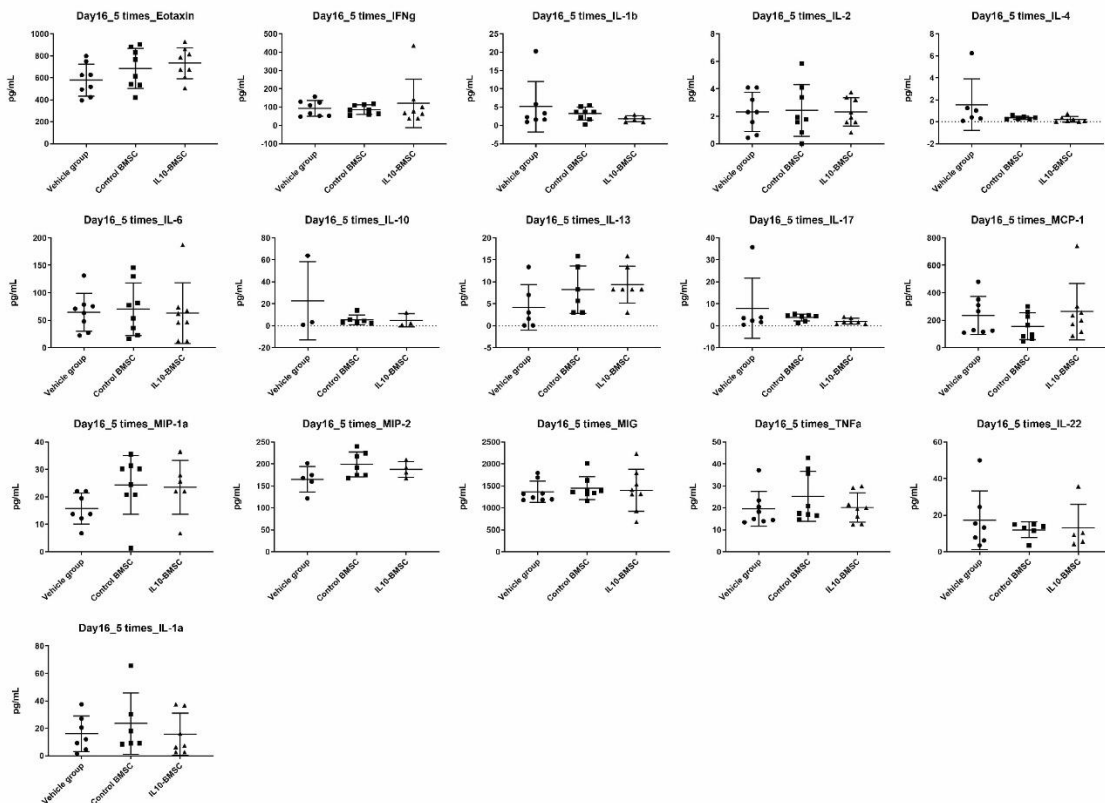 Day16_5 times_Eotaxin
Day16_5 times_IFNg
Day16_5 times_IL-1b
Day16_5 times_IL-2
Day16_5 times_IL-4
pg/mL
1000
800
600
400
200
0
pg/mL
500
400
300
200
100
0
-100
pg/mL
25
20
15
10
5
0
-5
pg/mL
8
6
4
2
0
pg/mL
8
6
4
2
0
-2
Vehicle group
Control BMSC
IL10-BMSC
Vehicle group
Control BMSC
IL10-BMSC
Vehicle group
Control BMSC
IL10-BMSC
Vehicle group
Control BMSC
IL10-BMSC
Vehicle group
Control BMSC
IL10-BMSC
Day16_5 times_IL-6
Day16_5 times_IL-10
Day16_5 times_IL-13
Day16_5 times_IL-17
Day16_5 times_MCP-1
pg/mL
200
150
100
50
0
pg/mL
80
60
40
20
0
-20
pg/mL
20
15
10
5
0
-5
pg/mL
40
30
20
10
0
-10
pg/mL
800
600
400
200
0
Vehicle group
Control BMSC
IL10-BMSC
Vehicle group
Control BMSC
IL10-BMSC
Vehicle group
Control BMSC
IL10-BMSC
Vehicle group
Control BMSC
IL10-BMSC
Vehicle group
Control BMSC
IL10-BMSC
Day16_5 times_MIP-1a
Day16_5 times_MIP-2
Day16_5 times_MIG
Day16_5 times_TNFa
Day16_5 times_IL-22
pg/mL
40
30
20
10
0
pg/mL
250
200
150
100
50
0
pg/mL
2500
2000
1500
1000
500
0
pg/mL
50
40
30
20
10
0
pg/mL
60
40
20
0
Vehicle group
Control BMSC
IL10-BMSC
Vehicle group
Control BMSC
IL10-BMSC
Vehicle group
Control BMSC
IL10-BMSC
Vehicle group
Control BMSC
IL10-BMSC
Vehicle group
Control BMSC
IL10-BMSC
Day16_5 times_IL-1a
pg/mL
80
60
40
20
0
Vehicle group
Control BMSC
IL10-BMSC